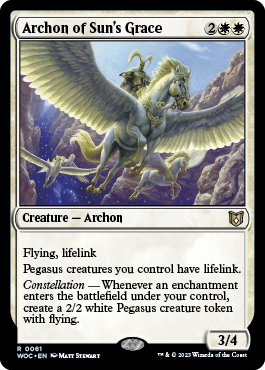 Archon of Sun's Grace 2
Creature — Archon
Flying, lifelink
Pegasus creatures you control have lifelink.
Constellation — Whenever an enchantment
enters the battlefield under your control,
create a 2/2 white Pegasus creature token
with flying.
3/4
R 0061
WOC • EN Matt Stewart
™ & © 2023 Wizards of the Coast